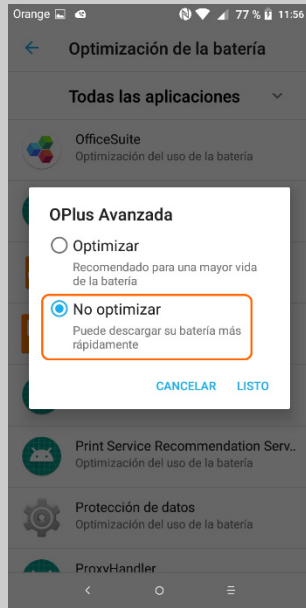 Orange 77 % 11:56
Optimización de la batería
Todas las aplicaciones
OfficeSuite
Optimización del uso de la batería
OPlus Avanzada
Optimizar
Recomendado para una mayor vida
de la batería
No optimizar
Puede descargar su batería más
rápidamente
CANCELAR LISTO
Print Service Recommendation Serv..
Optimización del uso de la batería
Protección de datos
Optimización del uso de la batería
ProxyHandler